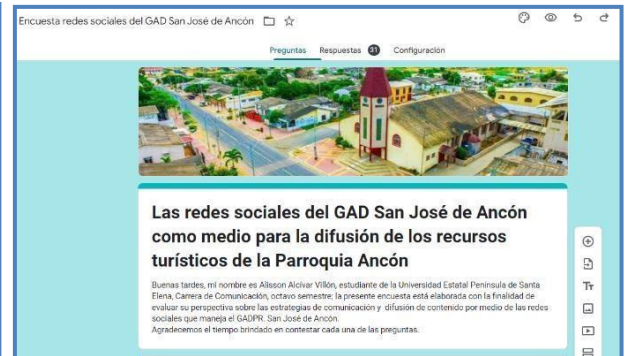 Encuesta redes sociales del GAD San José de Ancón
Preguntas Respuestas 31 Configuración
Las redes sociales del GAD San José de Ancón
como medio para la difusión de los recursos
turísticos de la Parroquia Ancón
Buenas tardes, mi nombre es Alisson Alcívar Villón, estudiante de la Universidad Estatal Península de Santa
Elena, Carrera de Comunicación, octavo semestre; la presente encuesta está elaborada con la finalidad de
evaluar su perspectiva sobre las estrategias de comunicación y difusión de contenido por medio de las redes
sociales que maneja el GADPR. San José de Ancón.
Agradecemos el tiempo brindado en contestar cada una de las preguntas.
Tт